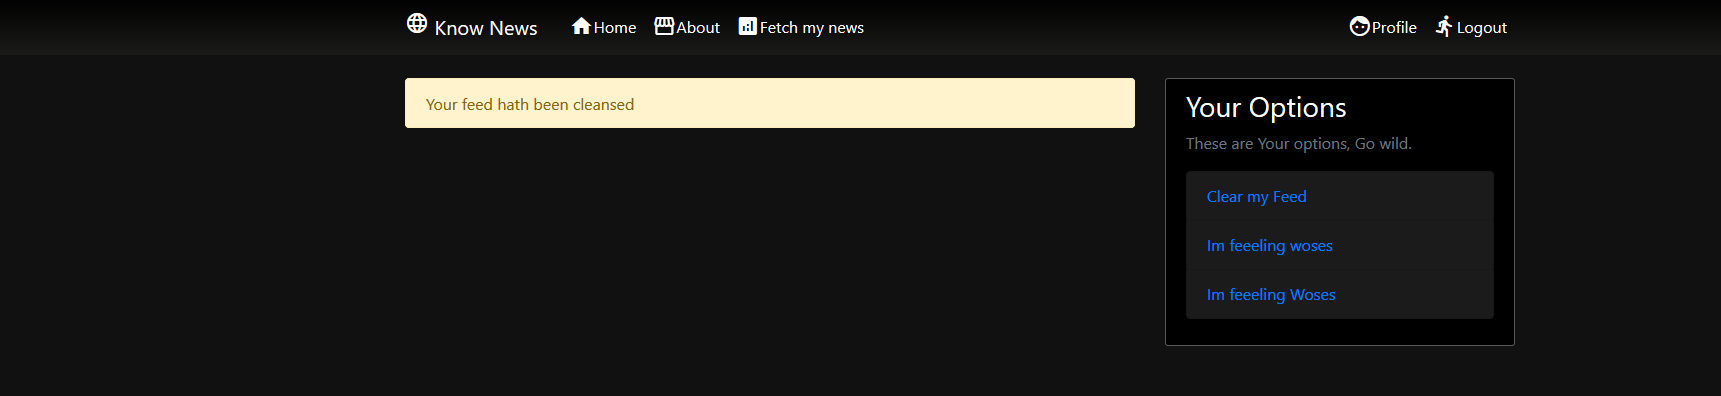 Know News Home About Fetch my news Profile Logout
Your feed hath been cleansed
Your Options
These are Your options, Go wild.
Clear my Feed
Im feeeling woses
Im feeeling Woses